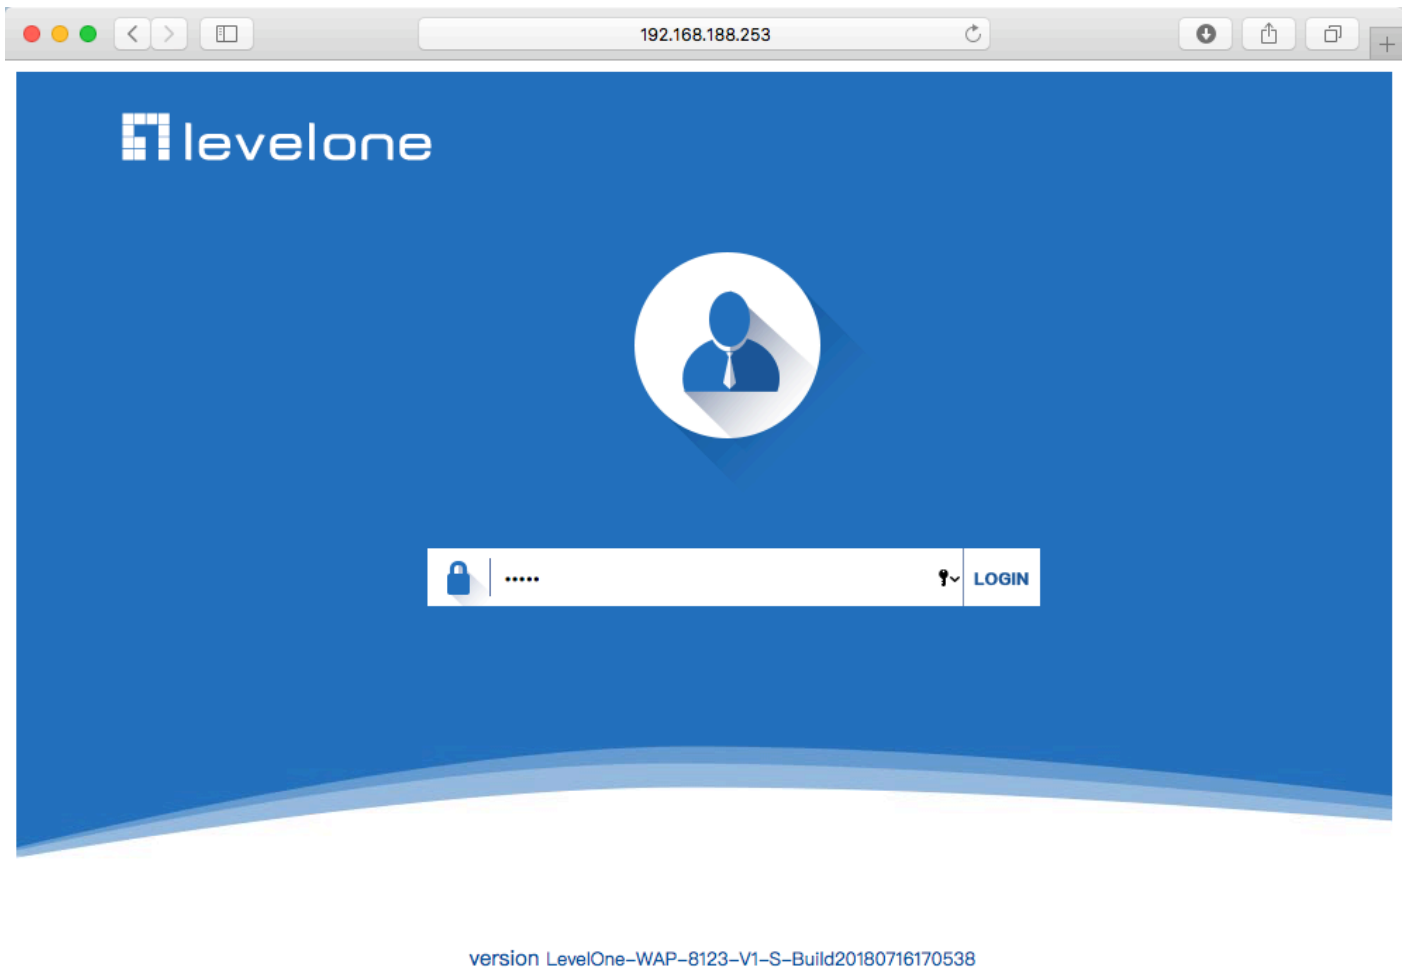 192.168.188.253
levelone
•••••
LOGIN
version LevelOne-WAP-8123-V1-S-Build20180716170538